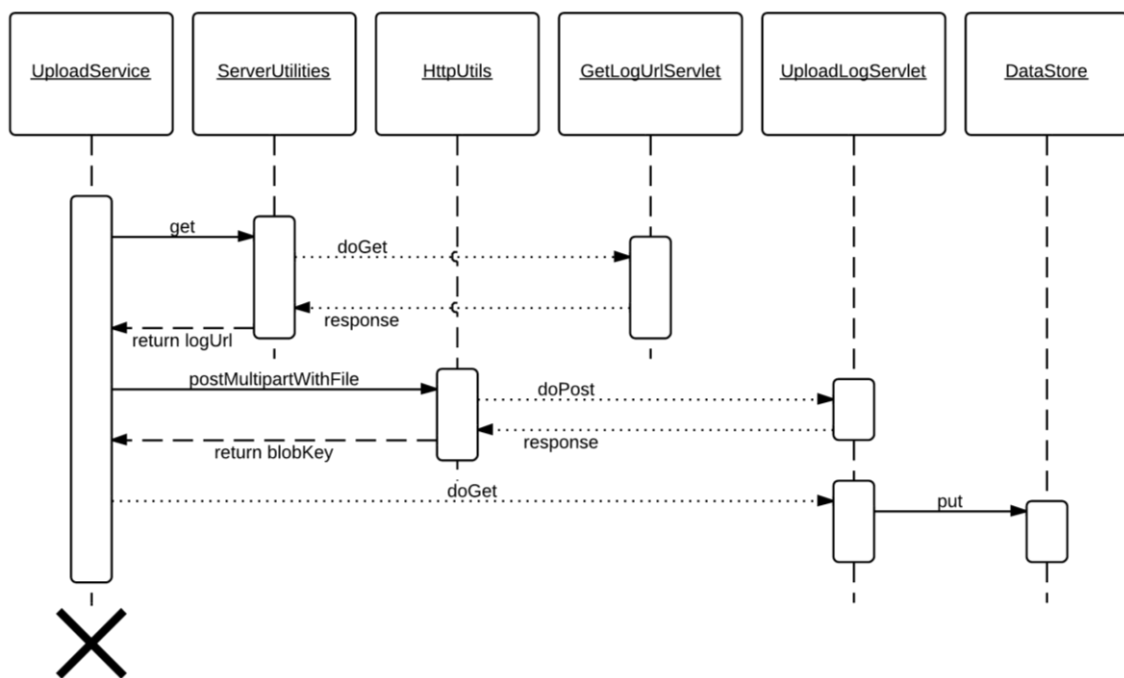 UploadService
ServerUtilities
HttpUtils
GetLogUrlServlet
UploadLogServlet
DataStore
get
doGet
response
return logUrl
postMultipartWithFile
doPost
response
return blobKey
doGet
put